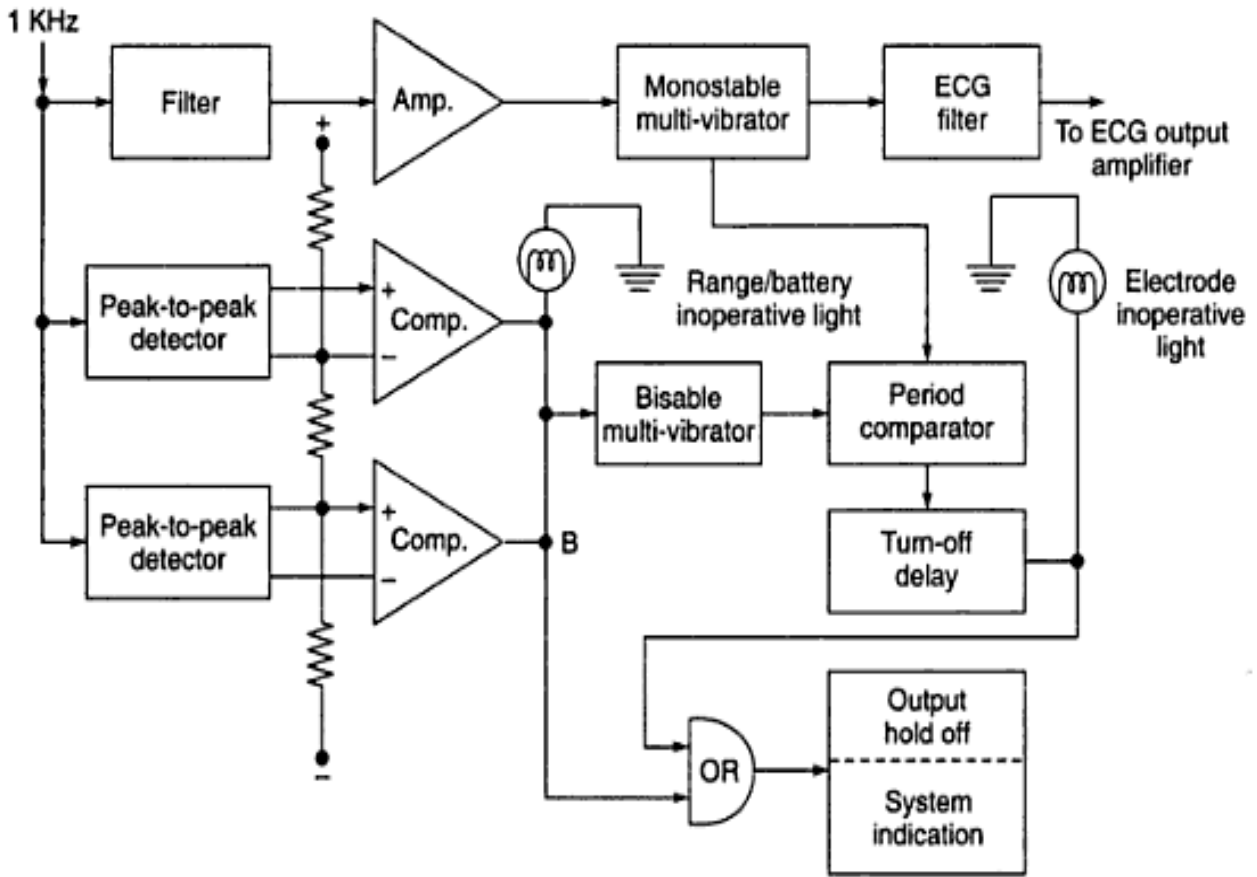 1 KHz
Filter
Amp.
Monostable
multi-vibrator
ECG
filter
To ECG output
amplifier
+
Peak-to-peak
detector
+
Comp.
−
Range/battery
inoperative light
Electrode
inoperative
light
Bisable
multi-vibrator
Period
comparator
Peak-to-peak
detector
+
Comp.
−
B
Turn-off
delay
−
OR
Output
hold off
System
indication